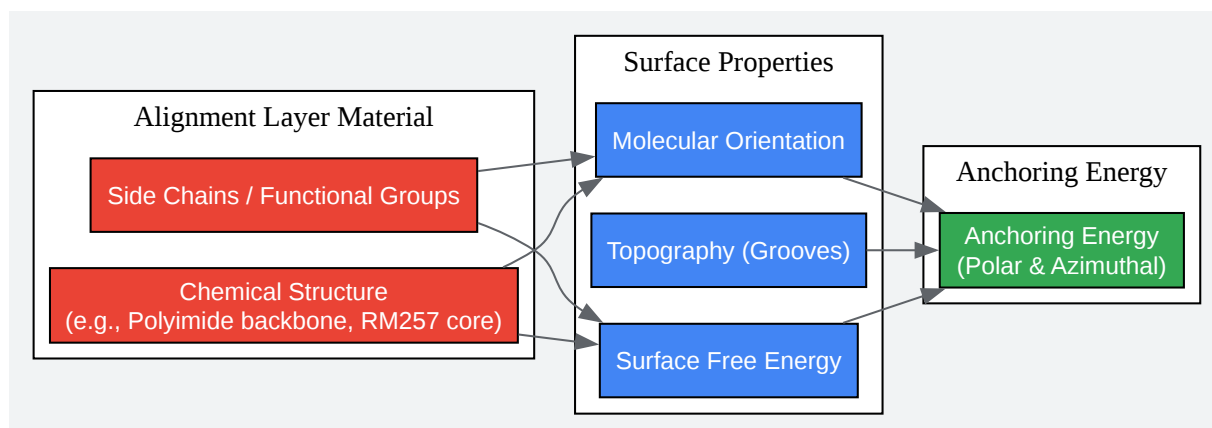 Alignment Layer Material
Side Chains / Functional Groups
Chemical Structure
(e.g., Polyimide backbone, RM257 core)
Surface Properties
Molecular Orientation
Topography (Grooves)
Surface Free Energy
Anchoring Energy
Anchoring Energy
(Polar & Azimuthal)